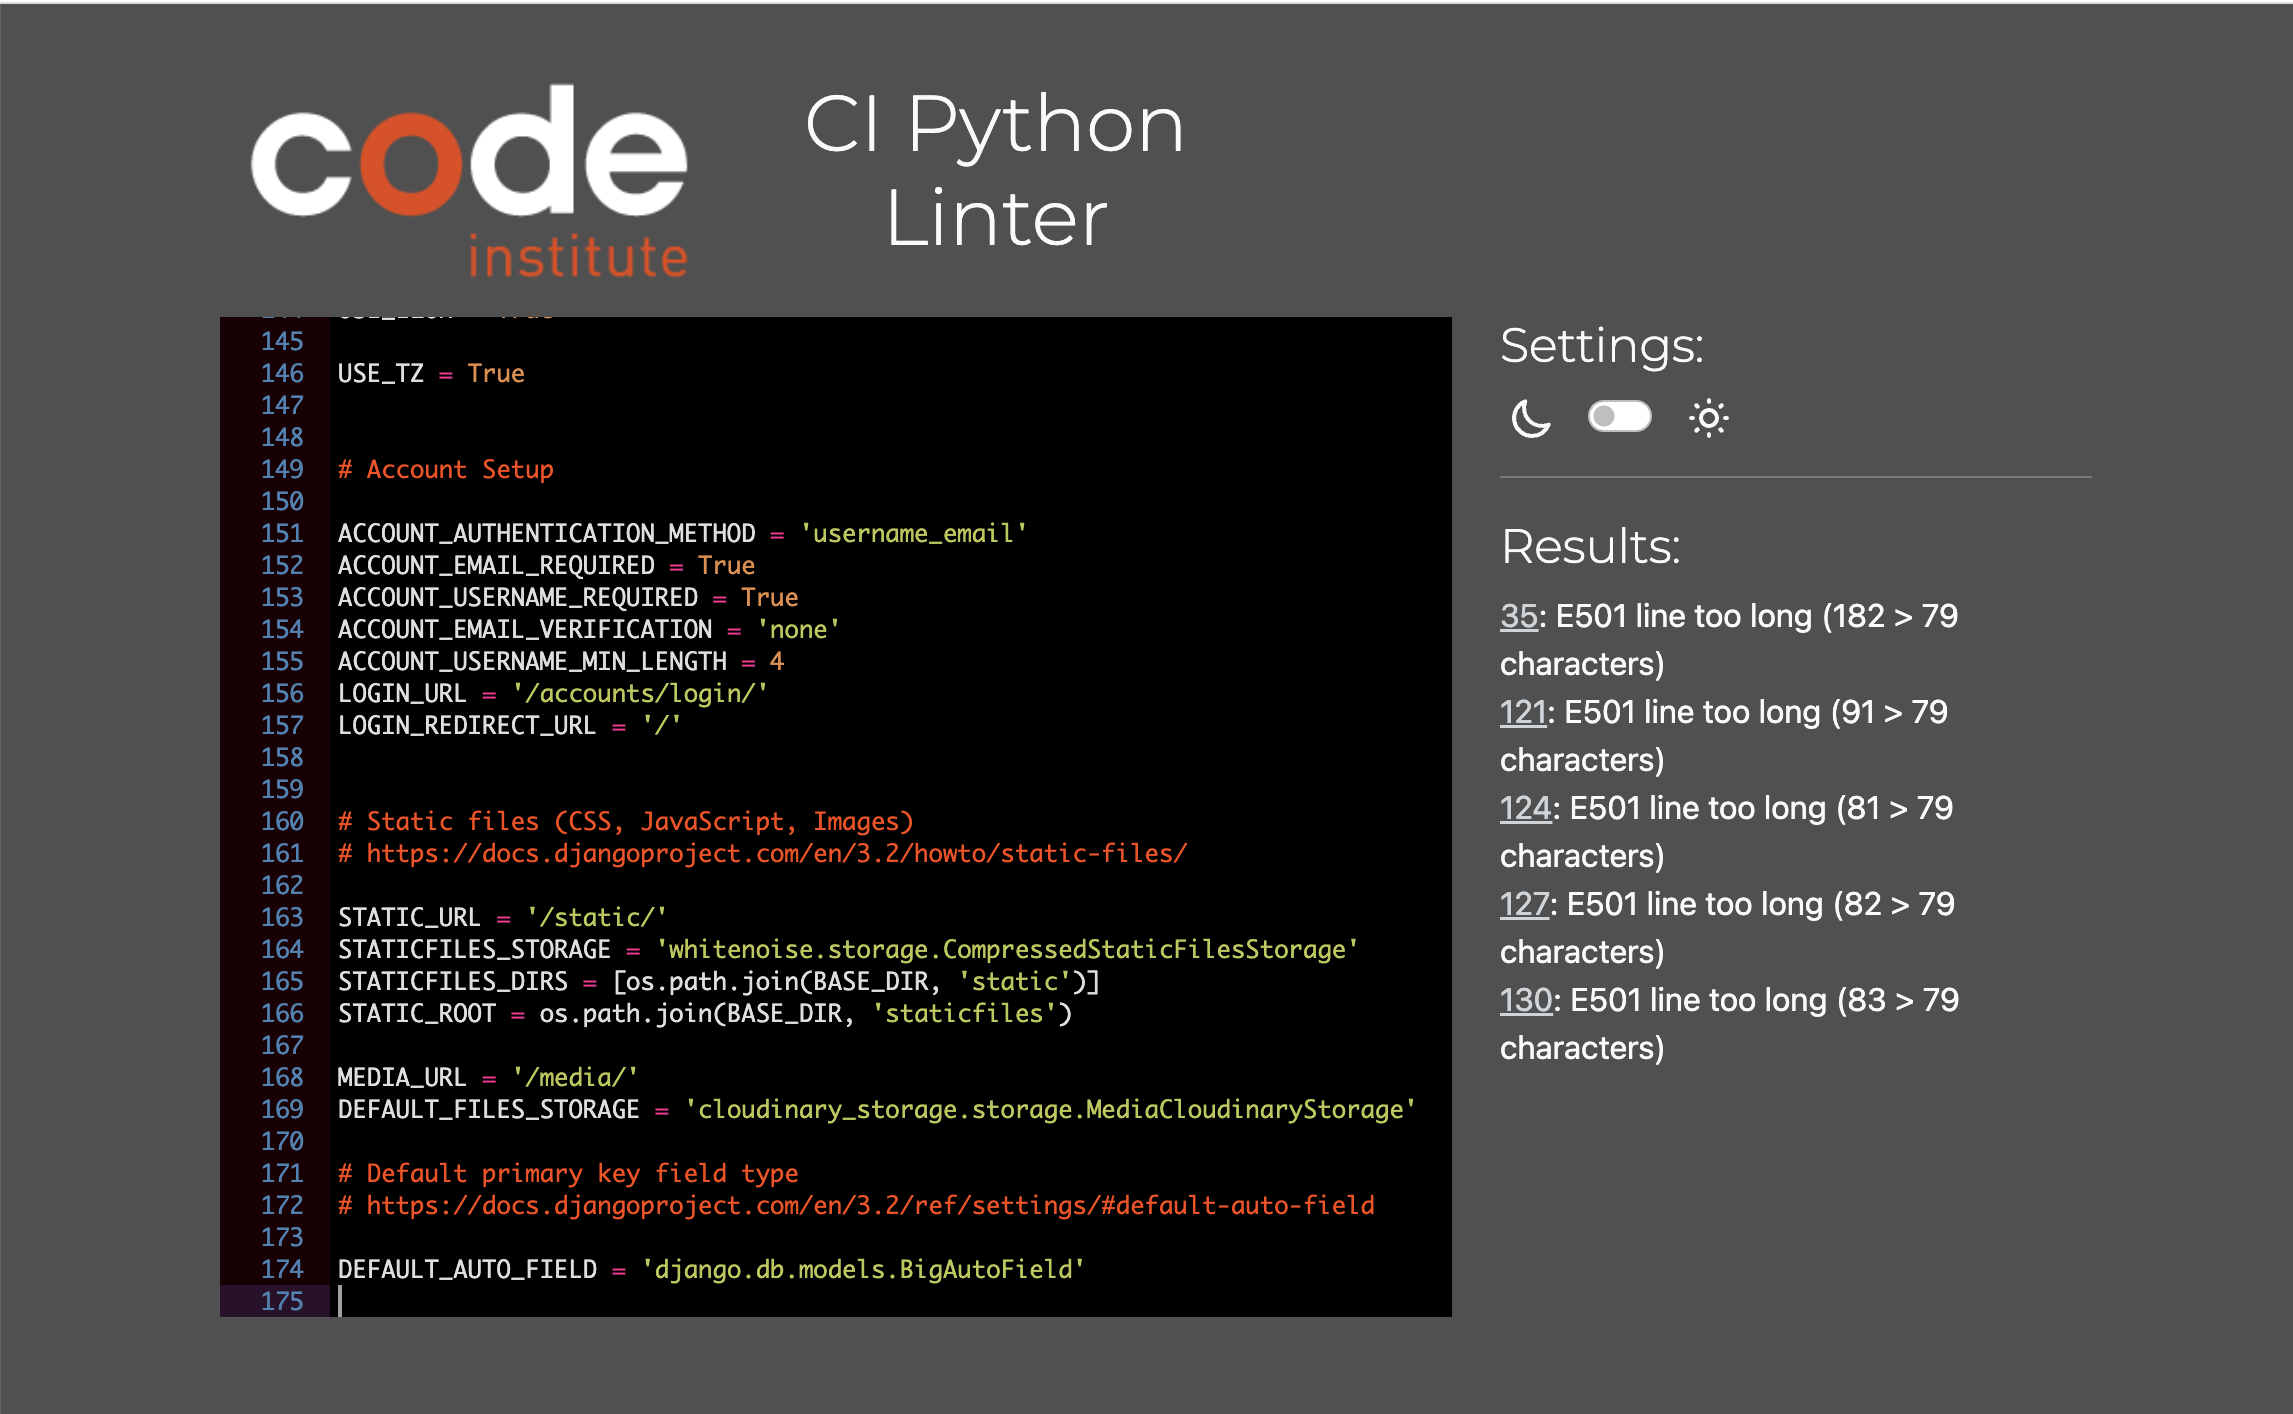 code
institute
CI Python
Linter
145
146 USE_TZ = True
147
148
149 # Account Setup
150
151 ACCOUNT_AUTHENTICATION_METHOD = 'username_email'
152 ACCOUNT_EMAIL_REQUIRED = True
153 ACCOUNT_USERNAME_REQUIRED = True
154 ACCOUNT_EMAIL_VERIFICATION = 'none'
155 ACCOUNT_USERNAME_MIN_LENGTH = 4
156 LOGIN_URL = '/accounts/login/'
157 LOGIN_REDIRECT_URL = '/'
158
159
160 # Static files (CSS, JavaScript, Images)
161 # https://docs.djangoproject.com/en/3.2/howto/static-files/
162
163 STATIC_URL = '/static/'
164 STATICFILES_STORAGE = 'whitenoise.storage.CompressedStaticFilesStorage'
165 STATICFILES_DIRS = [os.path.join(BASE_DIR, 'static')]
166 STATIC_ROOT = os.path.join(BASE_DIR, 'staticfiles')
167
168 MEDIA_URL = '/media/'
169 DEFAULT_FILES_STORAGE = 'cloudinary_storage.storage.MediaCloudinaryStorage'
170
171 # Default primary key field type
172 # https://docs.djangoproject.com/en/3.2/ref/settings/#default-auto-field
173
174 DEFAULT_AUTO_FIELD = 'django.db.models.BigAutoField'
175
Settings:
Results:
35: E501 line too long (182 > 79
characters)
121: E501 line too long (91 > 79
characters)
124: E501 line too long (81 > 79
characters)
127: E501 line too long (82 > 79
characters)
130: E501 line too long (83 > 79
characters)